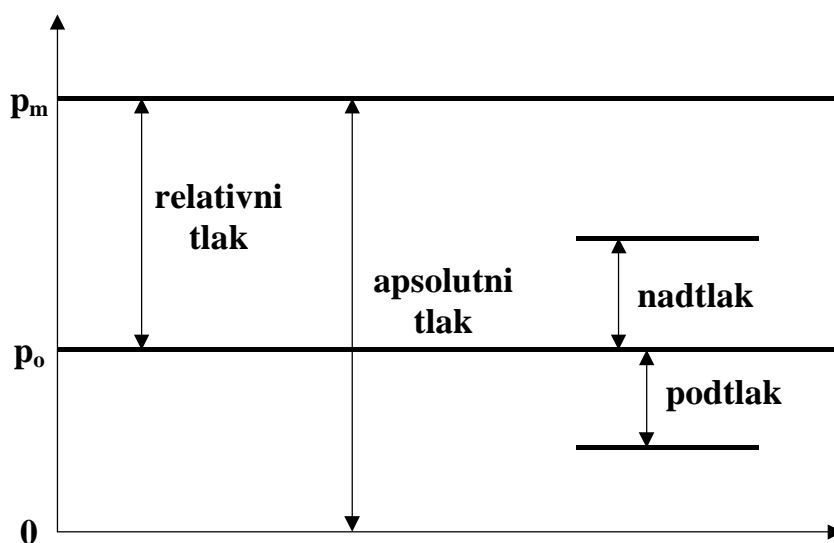 pₘ
relativni
tlak
apsolutni
tlak
nadtlak
pₒ
podtlak
0